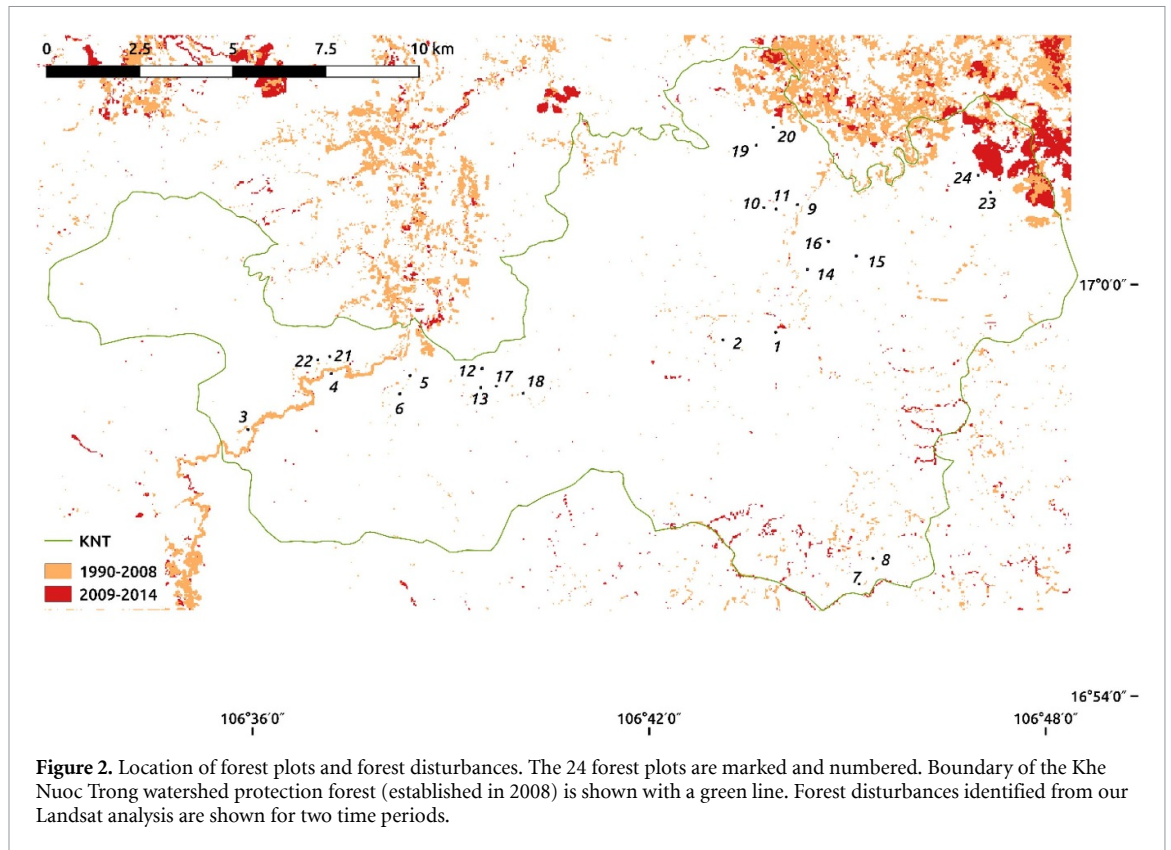 0 2.5 5 7.5 10 km
20
19
24
11
10 9
23
16
15
14
17°0′0″
2 1
22 21
12
4 5 17 18
6 13
3
KNT
1990-2008
2009-2014
8
7
16°54′0″
106°36′0″ 106°42′0″ 106°48′0″
Figure 2. Location of forest plots and forest disturbances. The 24 forest plots are marked and numbered. Boundary of the Khe
Nuoc Trong watershed protection forest (established in 2008) is shown with a green line. Forest disturbances identified from our
Landsat analysis are shown for two time periods.